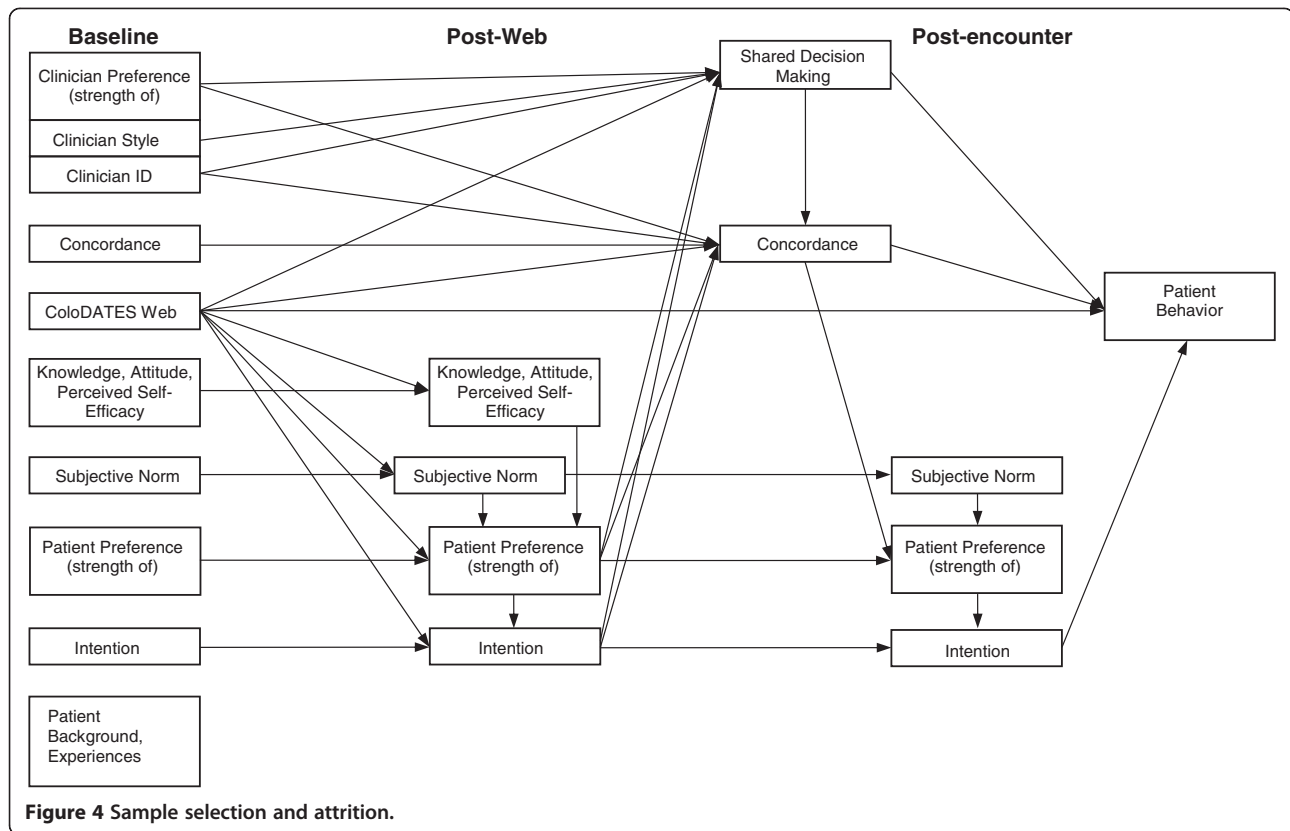 Baseline
Post-Web
Post-encounter
Clinician Preference
(strength of)
Clinician Style
Clinician ID
Concordance
ColoDATES Web
Knowledge, Attitude,
Perceived Self-
Efficacy
Subjective Norm
Patient Preference
(strength of)
Intention
Patient
Background,
Experiences
Knowledge, Attitude,
Perceived Self-
Efficacy
Subjective Norm
Patient Preference
(strength of)
Intention
Shared Decision
Making
Concordance
Subjective Norm
Patient Preference
(strength of)
Intention
Patient
Behavior
Figure 4 Sample selection and attrition.